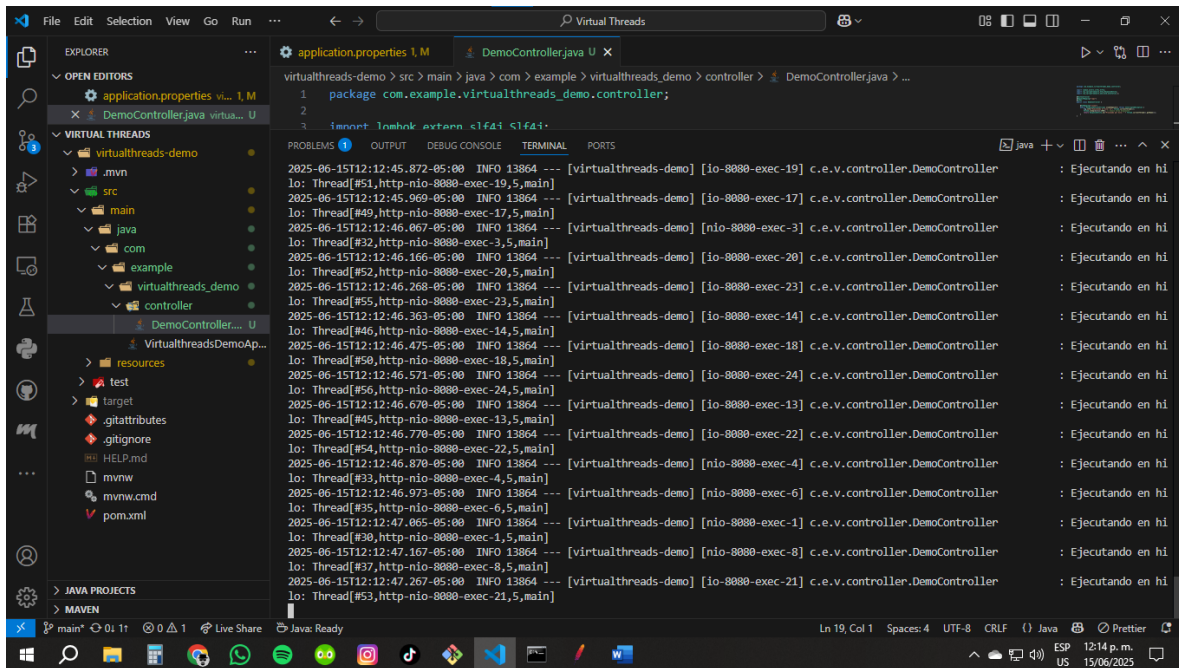 File Edit Selection View Go Run ··· Virtual Threads
EXPLORER
OPEN EDITORS
application.properties vi... 1, M
DemoController.java virtua... U
VIRTUAL THREADS
virtualthreads-demo
.mvn
src
main
java
com
example
virtualthreads_demo
controller
DemoController.... U
VirtualthreadsDemoAp...
resources
test
target
.gitattributes
.gitignore
HELP.md
mvnw
mvnw.cmd
pom.xml
JAVA PROJECTS
MAVEN
application.properties 1, M DemoController.java U
virtualthreads-demo > src > main > java > com > example > virtualthreads_demo > controller > DemoController.java > ...
1 package com.example.virtualthreads_demo.controller;
2
3 import lombok.extern.slf4j.Slf4j;
PROBLEMS 1 OUTPUT DEBUG CONSOLE TERMINAL PORTS java
2025-06-15T12:12:45.872-05:00 INFO 13864 --- [virtualthreads-demo] [io-8080-exec-19] c.e.v.controller.DemoController : Ejecutando en hi
lo: Thread[#51,http-nio-8080-exec-19,5,main]
2025-06-15T12:12:45.969-05:00 INFO 13864 --- [virtualthreads-demo] [io-8080-exec-17] c.e.v.controller.DemoController : Ejecutando en hi
lo: Thread[#49,http-nio-8080-exec-17,5,main]
2025-06-15T12:12:46.067-05:00 INFO 13864 --- [virtualthreads-demo] [nio-8080-exec-3] c.e.v.controller.DemoController : Ejecutando en hi
lo: Thread[#32,http-nio-8080-exec-3,5,main]
2025-06-15T12:12:46.166-05:00 INFO 13864 --- [virtualthreads-demo] [io-8080-exec-20] c.e.v.controller.DemoController : Ejecutando en hi
lo: Thread[#52,http-nio-8080-exec-20,5,main]
2025-06-15T12:12:46.268-05:00 INFO 13864 --- [virtualthreads-demo] [io-8080-exec-23] c.e.v.controller.DemoController : Ejecutando en hi
lo: Thread[#55,http-nio-8080-exec-23,5,main]
2025-06-15T12:12:46.363-05:00 INFO 13864 --- [virtualthreads-demo] [io-8080-exec-14] c.e.v.controller.DemoController : Ejecutando en hi
lo: Thread[#46,http-nio-8080-exec-14,5,main]
2025-06-15T12:12:46.475-05:00 INFO 13864 --- [virtualthreads-demo] [io-8080-exec-18] c.e.v.controller.DemoController : Ejecutando en hi
lo: Thread[#50,http-nio-8080-exec-18,5,main]
2025-06-15T12:12:46.571-05:00 INFO 13864 --- [virtualthreads-demo] [io-8080-exec-24] c.e.v.controller.DemoController : Ejecutando en hi
lo: Thread[#56,http-nio-8080-exec-24,5,main]
2025-06-15T12:12:46.670-05:00 INFO 13864 --- [virtualthreads-demo] [io-8080-exec-13] c.e.v.controller.DemoController : Ejecutando en hi
lo: Thread[#45,http-nio-8080-exec-13,5,main]
2025-06-15T12:12:46.770-05:00 INFO 13864 --- [virtualthreads-demo] [io-8080-exec-22] c.e.v.controller.DemoController : Ejecutando en hi
lo: Thread[#54,http-nio-8080-exec-22,5,main]
2025-06-15T12:12:46.870-05:00 INFO 13864 --- [virtualthreads-demo] [nio-8080-exec-4] c.e.v.controller.DemoController : Ejecutando en hi
lo: Thread[#33,http-nio-8080-exec-4,5,main]
2025-06-15T12:12:46.973-05:00 INFO 13864 --- [virtualthreads-demo] [nio-8080-exec-6] c.e.v.controller.DemoController : Ejecutando en hi
lo: Thread[#35,http-nio-8080-exec-6,5,main]
2025-06-15T12:12:47.065-05:00 INFO 13864 --- [virtualthreads-demo] [nio-8080-exec-1] c.e.v.controller.DemoController : Ejecutando en hi
lo: Thread[#30,http-nio-8080-exec-1,5,main]
2025-06-15T12:12:47.167-05:00 INFO 13864 --- [virtualthreads-demo] [nio-8080-exec-8] c.e.v.controller.DemoController : Ejecutando en hi
lo: Thread[#37,http-nio-8080-exec-8,5,main]
2025-06-15T12:12:47.267-05:00 INFO 13864 --- [virtualthreads-demo] [io-8080-exec-21] c.e.v.controller.DemoController : Ejecutando en hi
lo: Thread[#53,http-nio-8080-exec-21,5,main]
main* 0↓ 1↑ 0 1 Live Share Java: Ready Ln 19, Col 1 Spaces: 4 UTF-8 CRLF {} Java Prettier
ESP 12:14 p. m.
US 15/06/2025